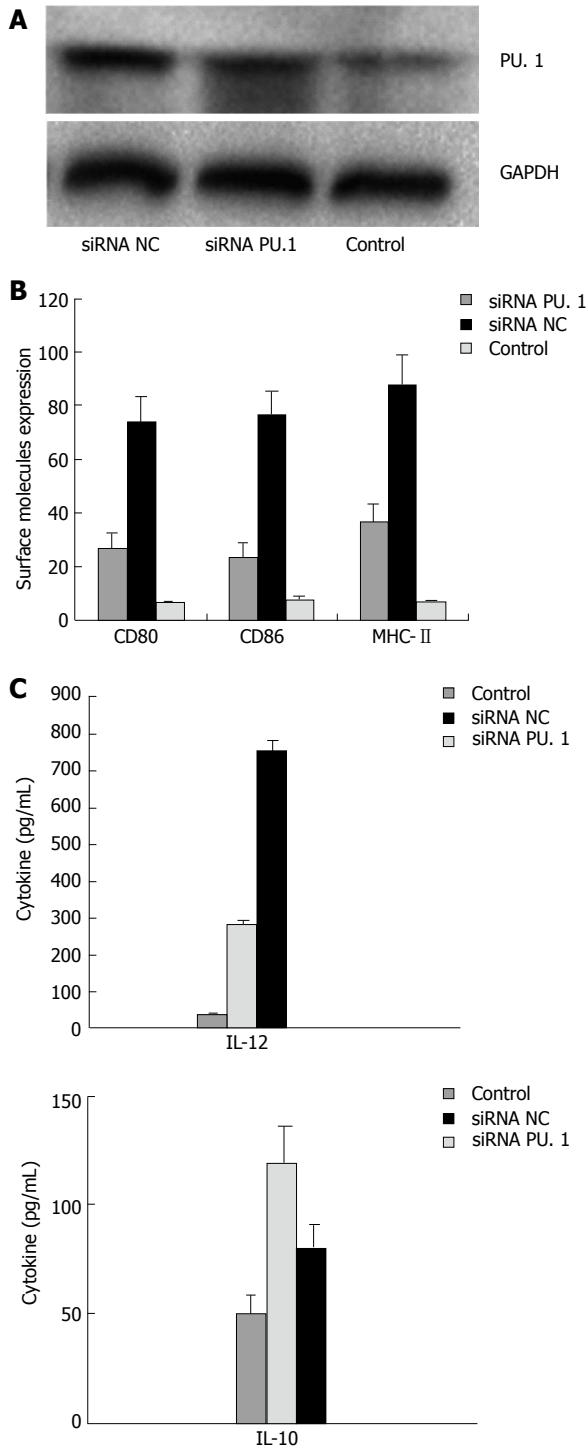 A
PU. 1
GAPDH
siRNA NC siRNA PU.1 Control
B
120
100
80
60
40
20
0
Surface molecules expression
siRNA PU. 1
siRNA NC
Control
CD80 CD86 MHC- II
C
900
800
700
600
500
400
300
200
100
0
Cytokine (pg/mL)
Control
siRNA NC
siRNA PU. 1
IL-12
150
100
50
0
Cytokine (pg/mL)
Control
siRNA NC
siRNA PU. 1
IL-10